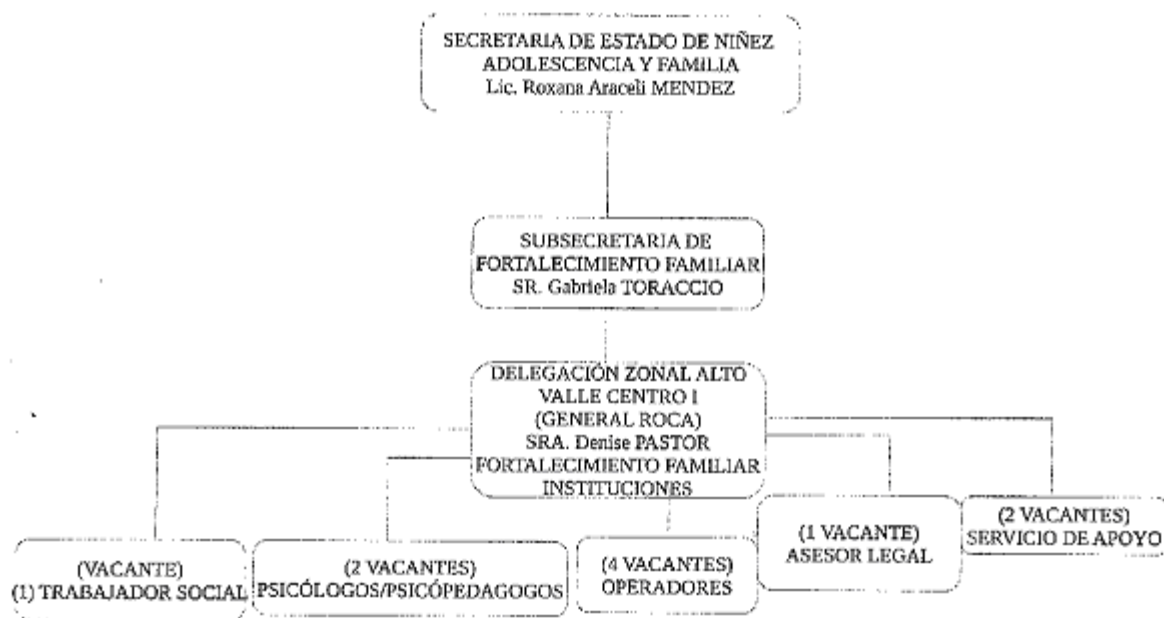 SECRETARIA DE ESTADO DE NIÑEZ
ADOLESCENCIA Y FAMILIA
Lic. Roxana Araceli MENDEZ
SUBSECRETARIA DE
FORTALECIMIENTO FAMILIAR
SR. Gabriela TORACCIO
DELEGACIÓN ZONAL ALTO
VALLE CENTRO I
(GENERAL ROCA)
SRA. Denise PASTOR
FORTALECIMIENTO FAMILIAR
INSTITUCIONES
(VACANTE)
(1) TRABAJADOR SOCIAL
(2 VACANTES)
PSICÓLOGOS/PSICÓPEDAGOGOS
(4 VACANTES)
OPERADORES
(1 VACANTE)
ASESOR LEGAL
(2 VACANTES)
SERVICIO DE APOYO